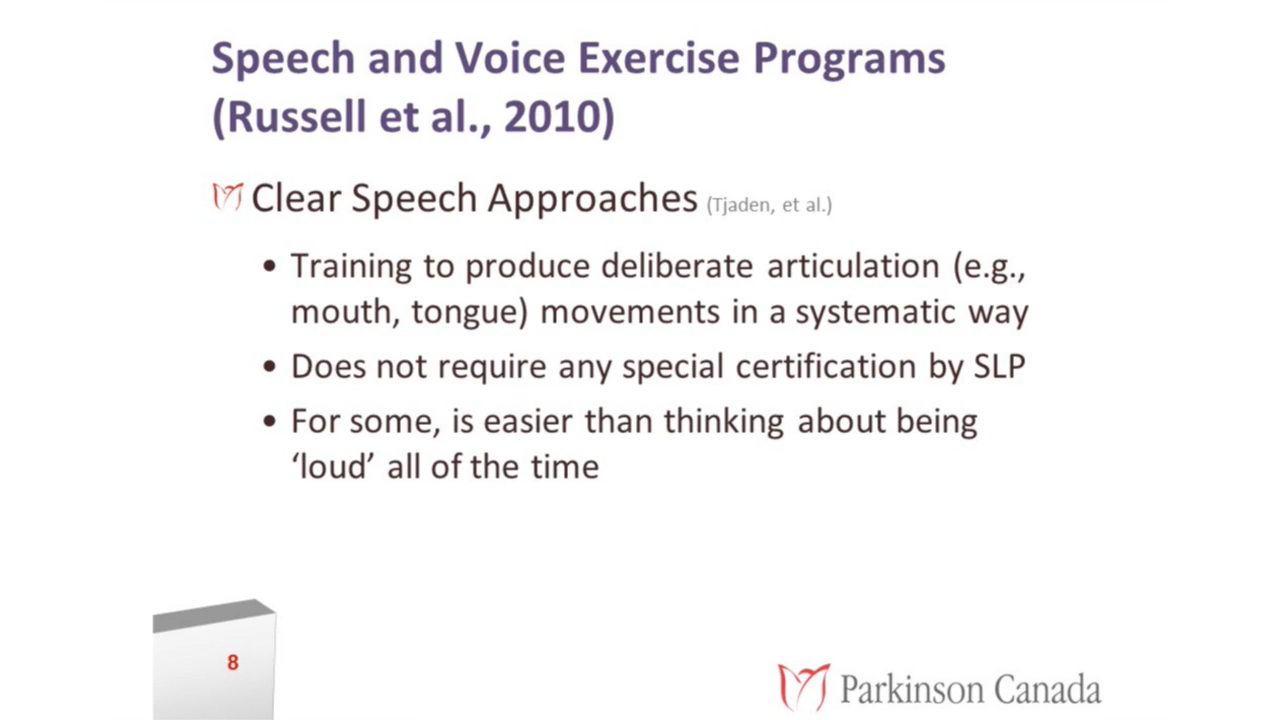 Speech and Voice Exercise Programs
(Russell et al., 2010)
Clear Speech Approaches (Tjaden, et al.)
• Training to produce deliberate articulation (e.g.,
mouth, tongue) movements in a systematic way
• Does not require any special certification by SLP
• For some, is easier than thinking about being
‘loud’ all of the time
8
Parkinson Canada